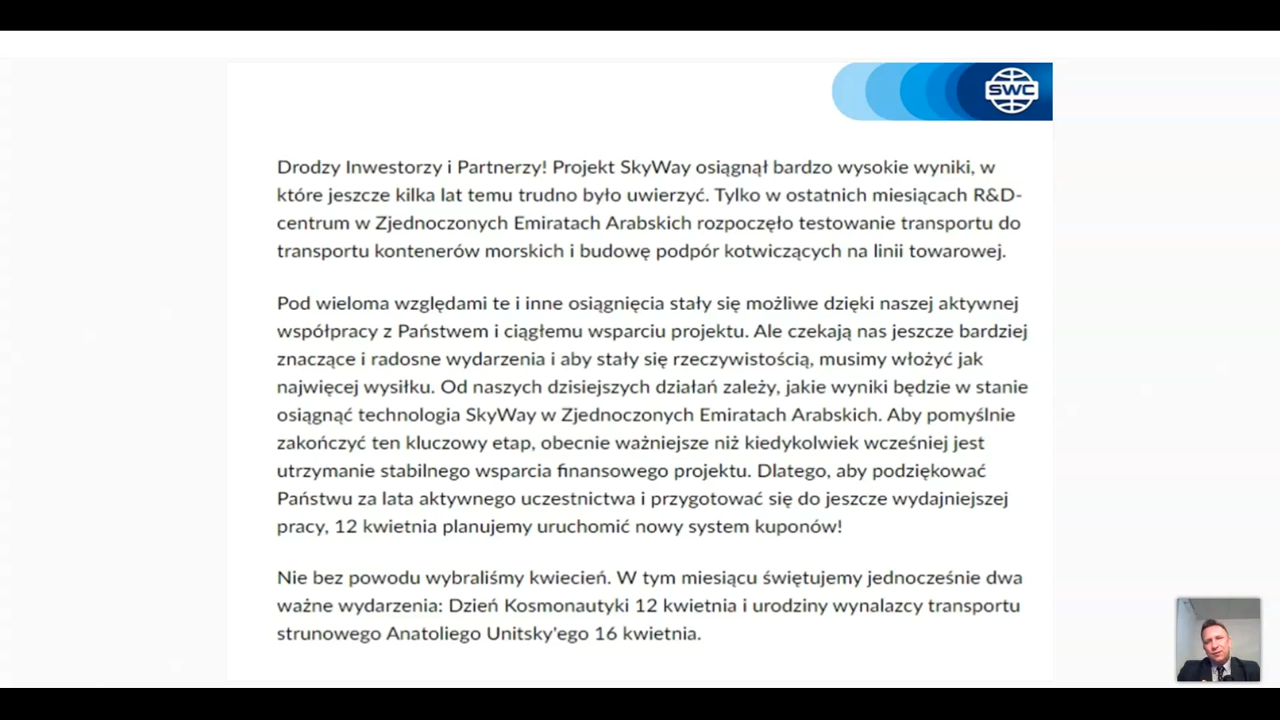 SWC
Drodzy Inwestorzy i Partnerzy! Projekt SkyWay osiągnął bardzo wysokie wyniki, w
które jeszcze kilka lat temu trudno było uwierzyć. Tylko w ostatnich miesiącach R&D-
centrum w Zjednoczonych Emiratach Arabskich rozpoczęło testowanie transportu do
transportu kontenerów morskich i budowę podpór kotwiczących na linii towarowej.
Pod wieloma względami te i inne osiągnięcia stały się możliwe dzięki naszej aktywnej
współpracy z Państwem i ciągłemu wsparciu projektu. Ale czekają nas jeszcze bardziej
znaczące i radosne wydarzenia i aby stały się rzeczywistością, musimy włożyć jak
najwięcej wysiłku. Od naszych dzisiejszych działań zależy, jakie wyniki będzie w stanie
osiągnąć technologia SkyWay w Zjednoczonych Emiratach Arabskich. Aby pomyślnie
zakończyć ten kluczowy etap, obecnie ważniejsze niż kiedykolwiek wcześniej jest
utrzymanie stabilnego wsparcia finansowego projektu. Dlatego, aby podziękować
Państwu za lata aktywnego uczestnictwa i przygotować się do jeszcze wydajniejszej
pracy, 12 kwietnia planujemy uruchomić nowy system kuponów!
Nie bez powodu wybraliśmy kwiecień. W tym miesiącu świętujemy jednocześnie dwa
ważne wydarzenia: Dzień Kosmonautyki 12 kwietnia i urodziny wynalazcy transportu
strunowego Anatoliego Unitsky'ego 16 kwietnia.